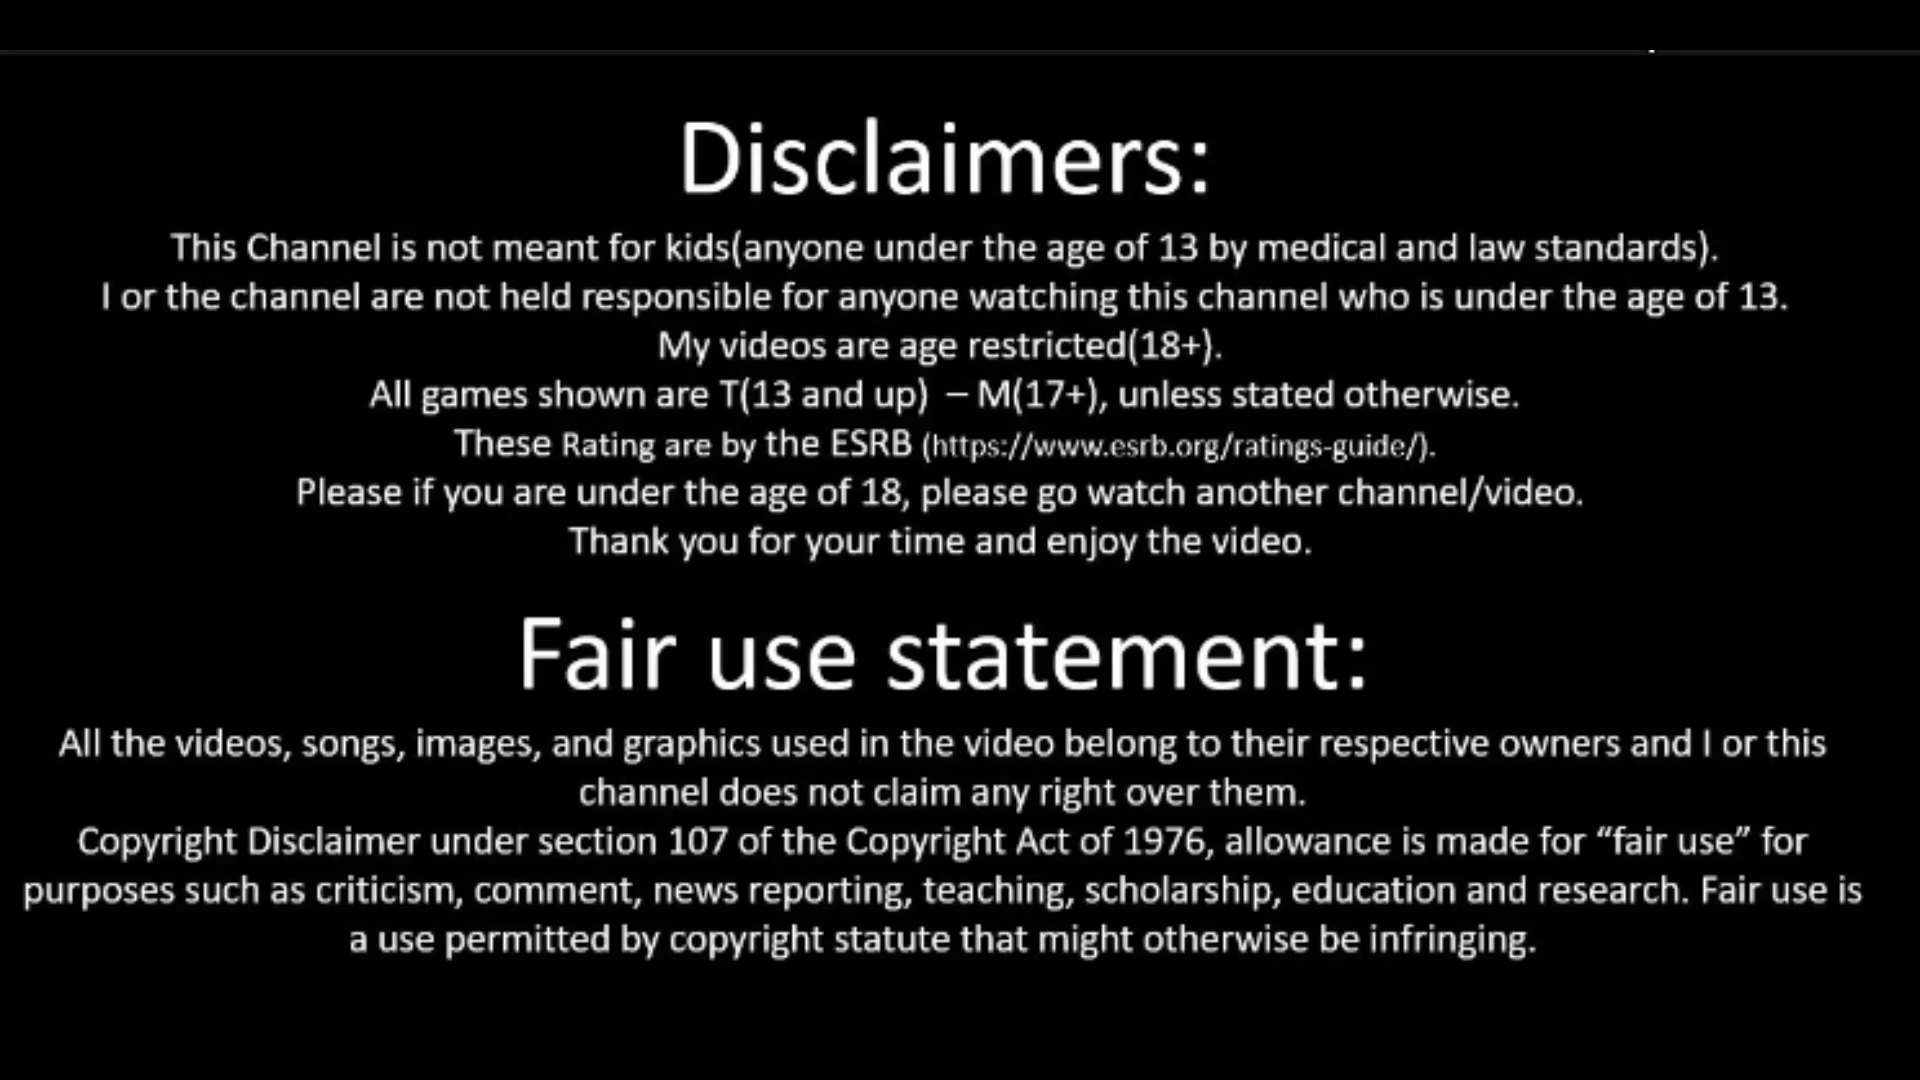 Disclaimers:
This Channel is not meant for kids(anyone under the age of 13 by medical and law standards).
I or the channel are not held responsible for anyone watching this channel who is under the age of 13.
My videos are age restricted(18+).
All games shown are T(13 and up) – M(17+), unless stated otherwise.
These Rating are by the ESRB (https://www.esrb.org/ratings-guide/).
Please if you are under the age of 18, please go watch another channel/video.
Thank you for your time and enjoy the video.
Fair use statement:
All the videos, songs, images, and graphics used in the video belong to their respective owners and I or this
channel does not claim any right over them.
Copyright Disclaimer under section 107 of the Copyright Act of 1976, allowance is made for “fair use” for
purposes such as criticism, comment, news reporting, teaching, scholarship, education and research. Fair use is
a use permitted by copyright statute that might otherwise be infringing.